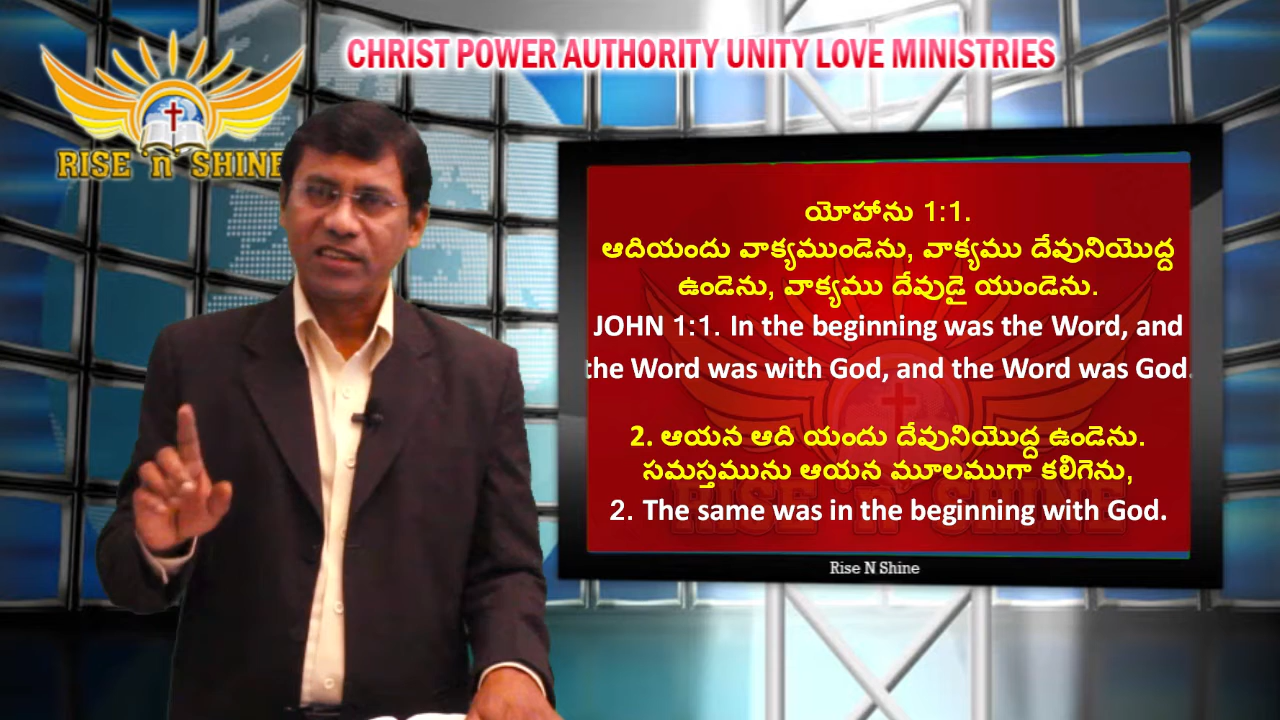 CHRIST POWER AUTHORITY UNITY LOVE MINISTRIES
RISE 'n' SHINE
యోహాను 1:1.
ఆదియందు వాక్యముండెను, వాక్యము దేవునియొద్ద
ఉండెను, వాక్యము దేవుడై యుండెను.
JOHN 1:1. In the beginning was the Word, and
the Word was with God, and the Word was God.
2. ఆయన ఆది యందు దేవునియొద్ద ఉండెను.
సమస్తమును ఆయన మూలముగా కలిగెను,
2. The same was in the beginning with God.
RISE 'n' SHINE
Rise N Shine